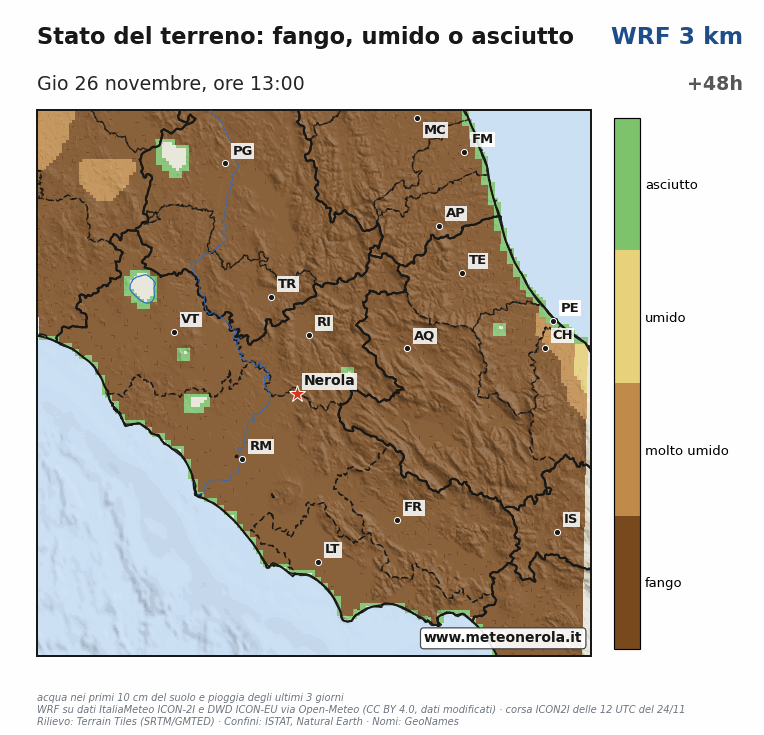 Stato del terreno: fango, umido o asciutto
WRF 3 km
Gio 26 novembre, ore 13:00
+48h
MC
FM
PG
AP
TE
TR
PE
VT
RI
AQ
CH
Nerola
RM
FR
IS
LT
www.meteonerola.it
asciutto
umido
molto umido
fango
acqua nei primi 10 cm del suolo e pioggia degli ultimi 3 giorni
WRF su dati ItaliaMeteo ICON-2I e DWD ICON-EU via Open-Meteo (CC BY 4.0, dati modificati) · corsa ICON2I delle 12 UTC del 24/11
Rilievo: Terrain Tiles (SRTM/GMTED) · Confini: ISTAT, Natural Earth · Nomi: GeoNames